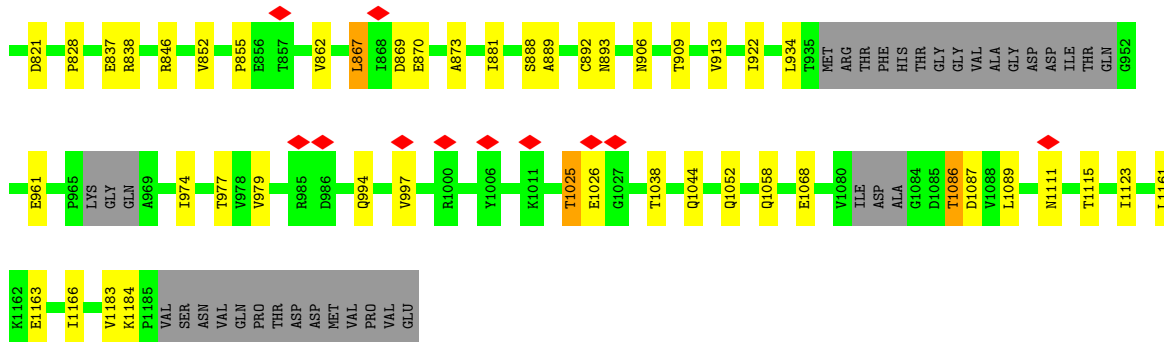 D821 P828 E837 R838 R846 V852 P855 E856 T857 V862 L867 I868 D869 E870 A873 I881 S888 A889 C892 N893 N906 T909 V913 I922 L934 T935 MET ARG THR PHE HIS THR GLY GLY VAL ALA GLY ASP ASP ILE THR GLN G952
E961 P965 LYS GLY GLN A969 I974 T977 V978 V979 R985 D986 Q994 V997 R1000 Y1006 K1011 T1025 E1026 G1027 T1038 Q1044 Q1052 Q1058 E1068 V1080 ILE ASP ALA G1084 D1085 T1086 D1087 V1088 L1089 N1111 T1115 I1123 L1161
K1162 E1163 I1166 V1183 K1184 P1185 VAL SER ASN VAL GLN PRO THR ASP ASP MET VAL PRO VAL GLU